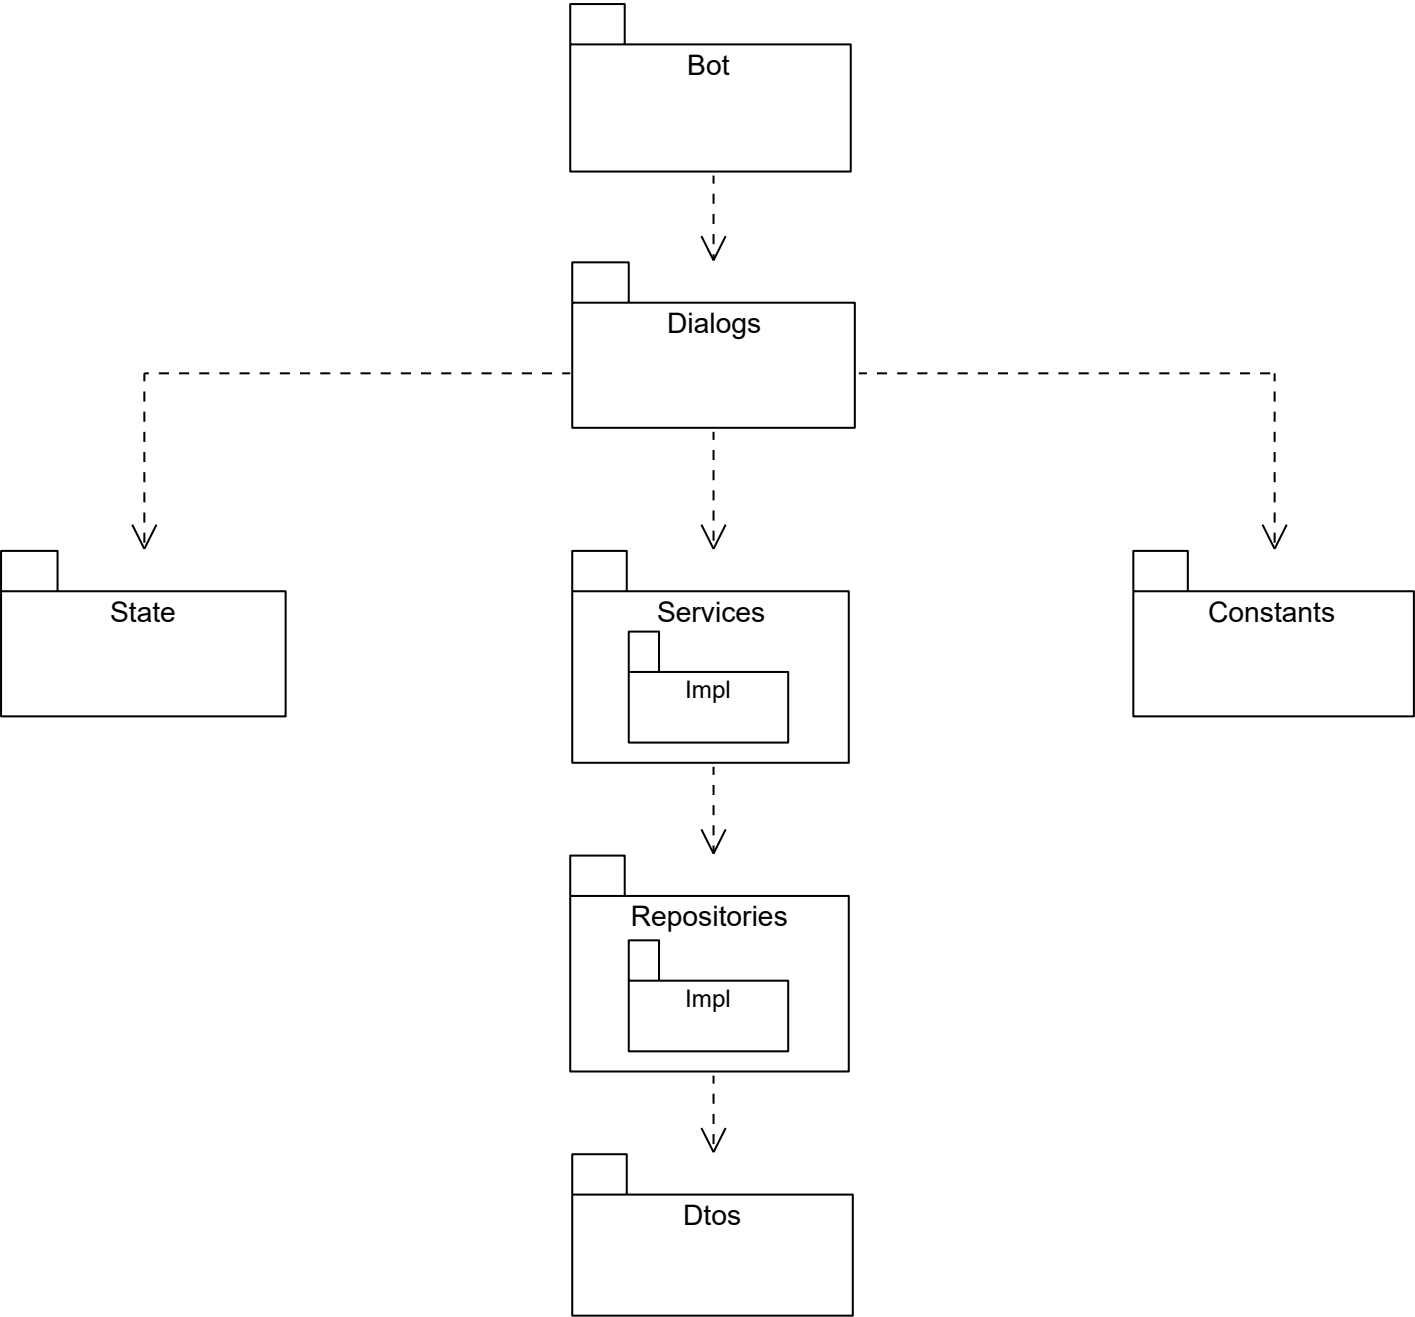 Bot
Dialogs
State
Services
Constants
Impl
Repositories
Impl
Dtos